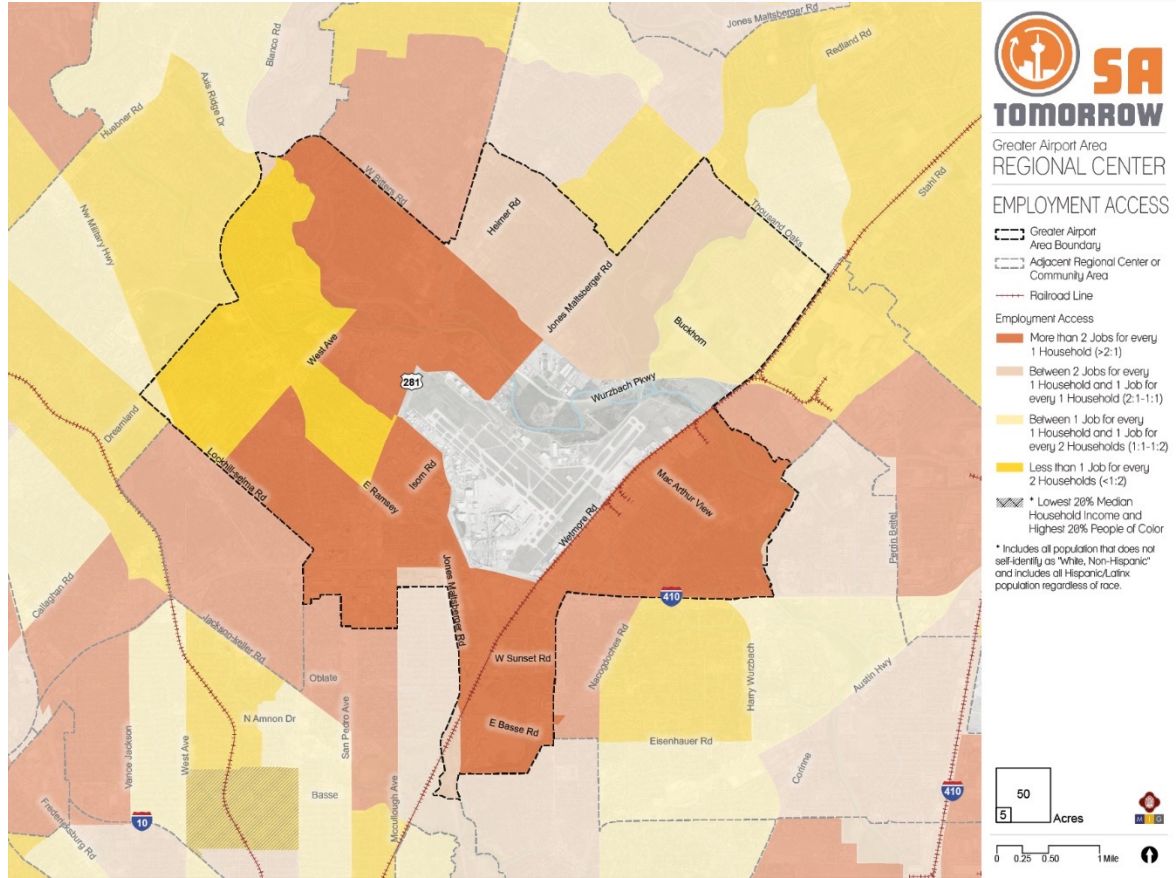 Jones Maltsberger Rd
Redland Rd
Blanco Rd
Axis Ridge Dr
Huebner Rd
Stahl Rd
W Bitters Rd
Heimer Rd
Thousand Oaks
Nw Military Hwy
Jones Maltsberger Rd
Buckhorn
West Ave
281
Wurzbach Pkwy
Dreamland
Lockhill-selma Rd
E Ramsey
Isom Rd
Mac Arthur View
Wetmore Rd
Perrin Beitel
Callaghan Rd
Jones Maltsberger Rd
410
Jackson-keller Rd
Nacogdoches Rd
W Sunset Rd
Harry Wurzbach
Austin Hwy
Oblate
N Amnon Dr
San Pedro Ave
E Basse Rd
Eisenhauer Rd
Vance Jackson
West Ave
Corinne
Basse
Mccullough Ave
410
10
Fredericksburg Rd
SA
TOMORROW
Greater Airport Area
REGIONAL CENTER
EMPLOYMENT ACCESS
Greater Airport
Area Boundary
Adjacent Regional Center or
Community Area
Railroad Line
Employment Access
More than 2 Jobs for every
1 Household (>2:1)
Between 2 Jobs for every
1 Household and 1 Job for
every 1 Household (2:1-1:1)
Between 1 Job for every
1 Household and 1 Job for
every 2 Households (1:1-1:2)
Less than 1 Job for every
2 Households (<1:2)
* Lowest 20% Median
Household Income and
Highest 20% People of Color
* Includes all population that does not
self-identify as "White, Non-Hispanic"
and includes all Hispanic/Latinx
population regardless of race.
50
5
Acres
MIG
0 0.25 0.50 1 Mile